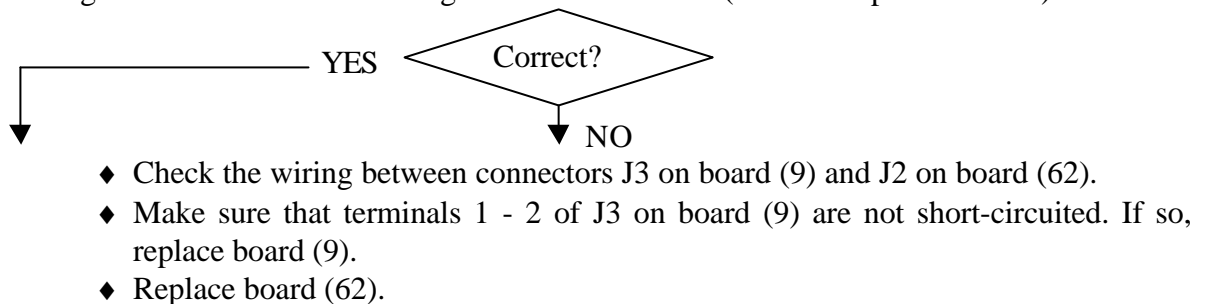 YES Correct?
NO
♦ Check the wiring between connectors J3 on board (9) and J2 on board (62).
♦ Make sure that terminals 1 - 2 of J3 on board (9) are not short-circuited. If so,
replace board (9).
♦ Replace board (62).